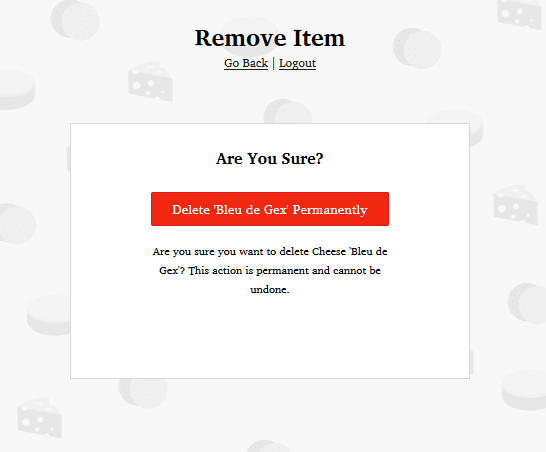 Remove Item
Go Back | Logout
Are You Sure?
Delete 'Bleu de Gex' Permanently
Are you sure you want to delete Cheese 'Bleu de
Gex'? This action is permanent and cannot be
undone.